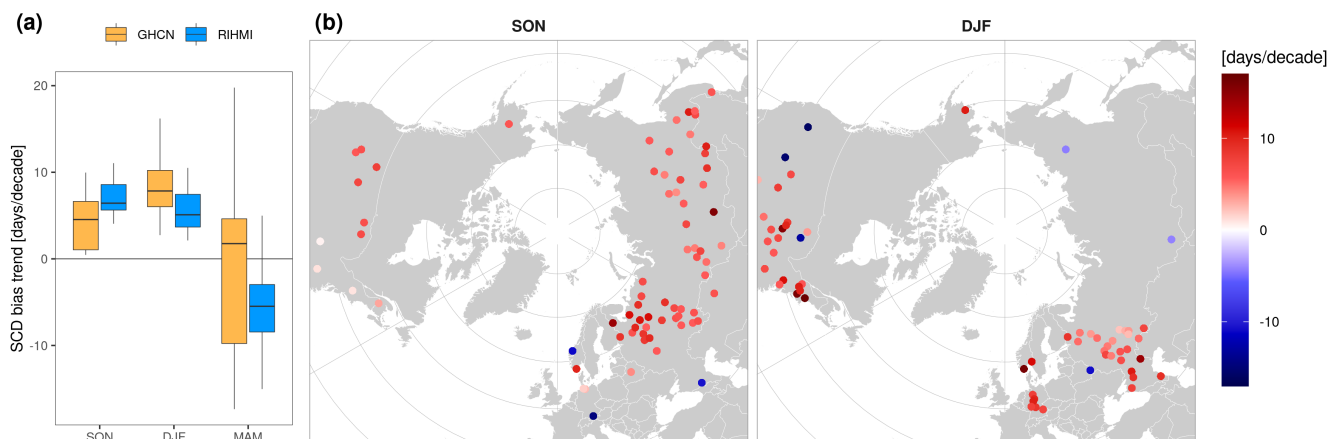 (a)
GHCN RIHMI
SCD bias trend [days/decade]
20
10
0
-10
SON DJF MAM
(b)
SON DJF
[days/decade]
10
0
-10